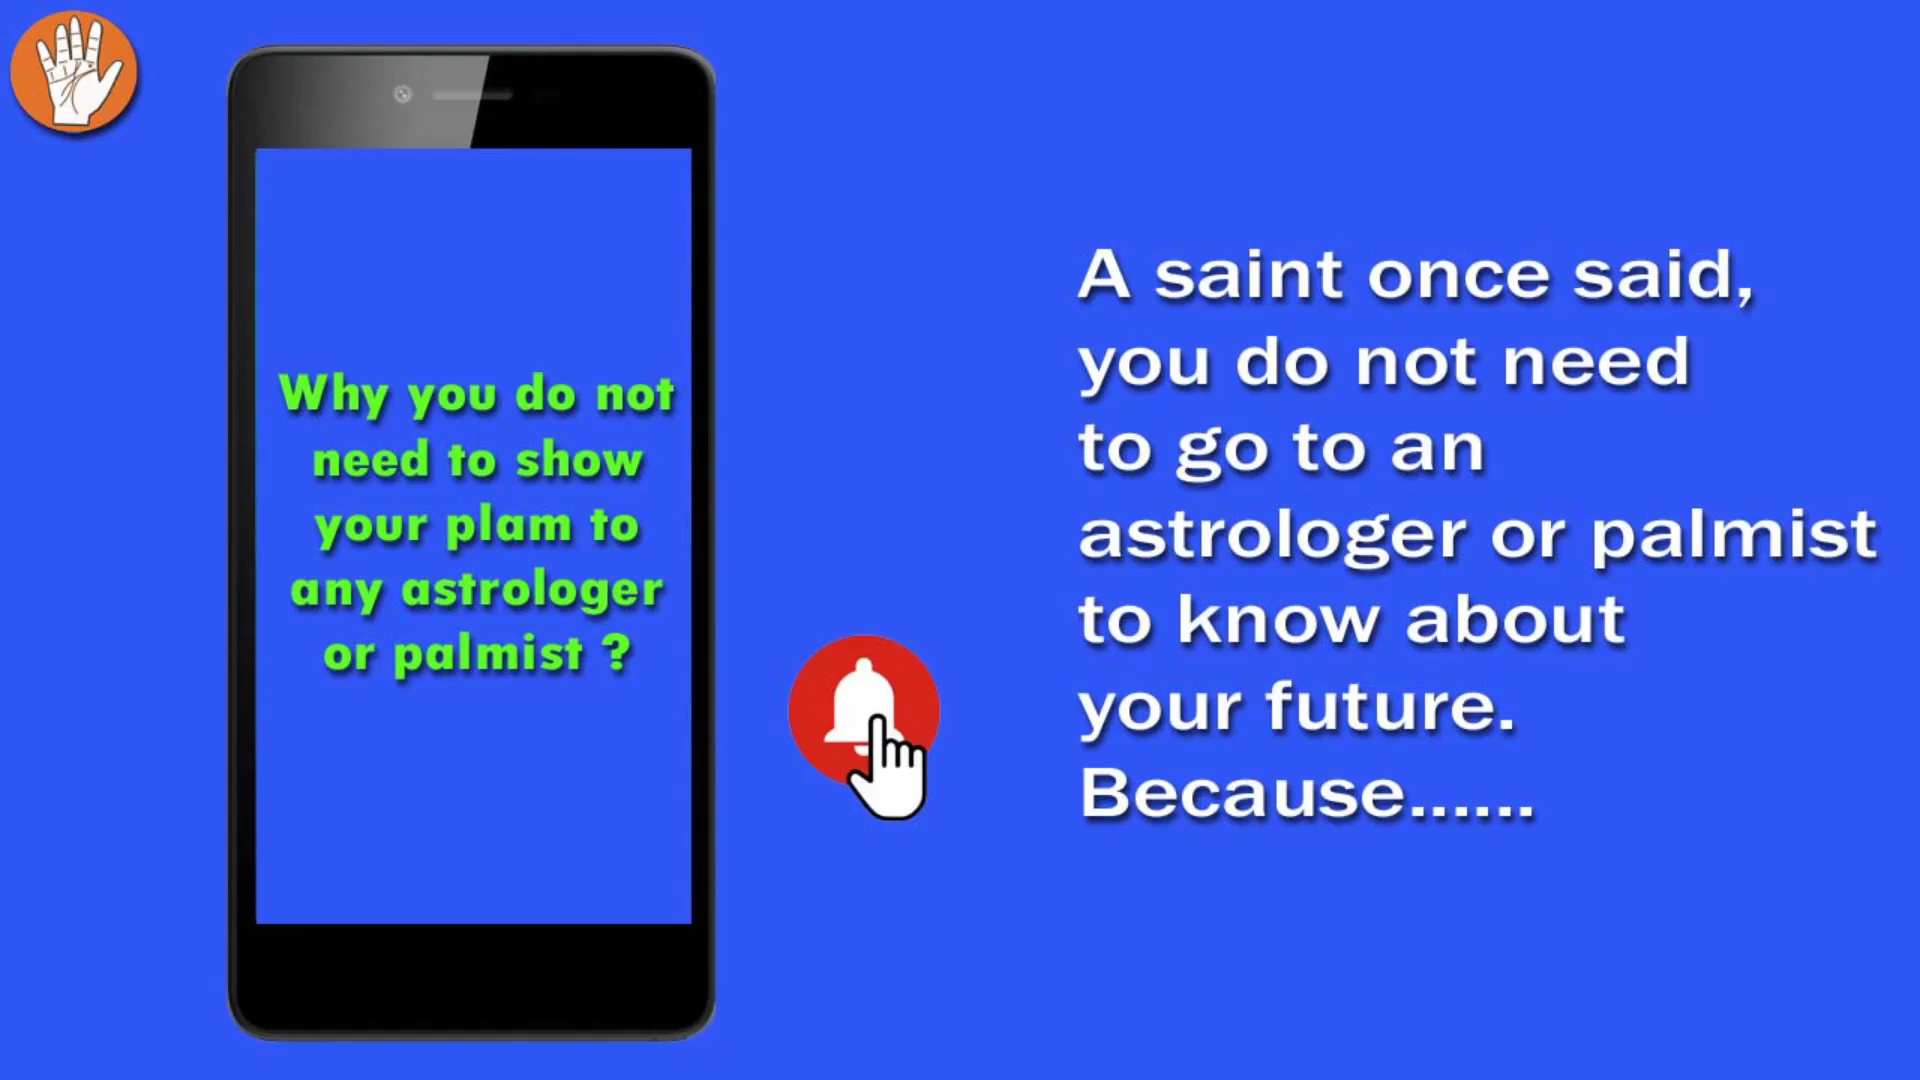 Why you do not
need to show
your plam to
any astrologer
or palmist ?
A saint once said,
you do not need
to go to an
astrologer or palmist
to know about
your future.
Because......